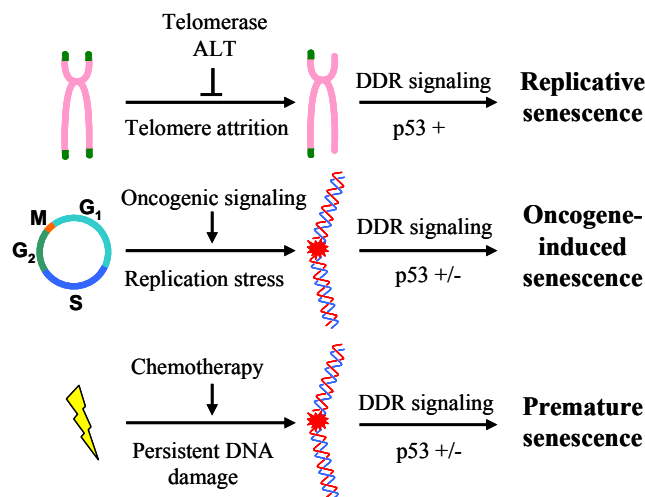 Telomerase
ALT
DDR signaling
Replicative
senescence
Telomere attrition
p53 +
Oncogenic signaling
M
G1
G2
S
DDR signaling
Oncogene-
induced
senescence
Replication stress
p53 +/-
Chemotherapy
DDR signaling
Premature
senescence
Persistent DNA
damage
p53 +/-